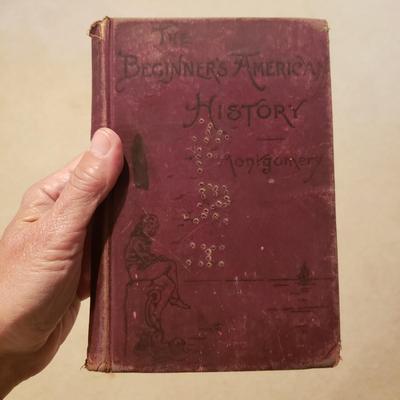 The
Beginner's American
History
Montgomery